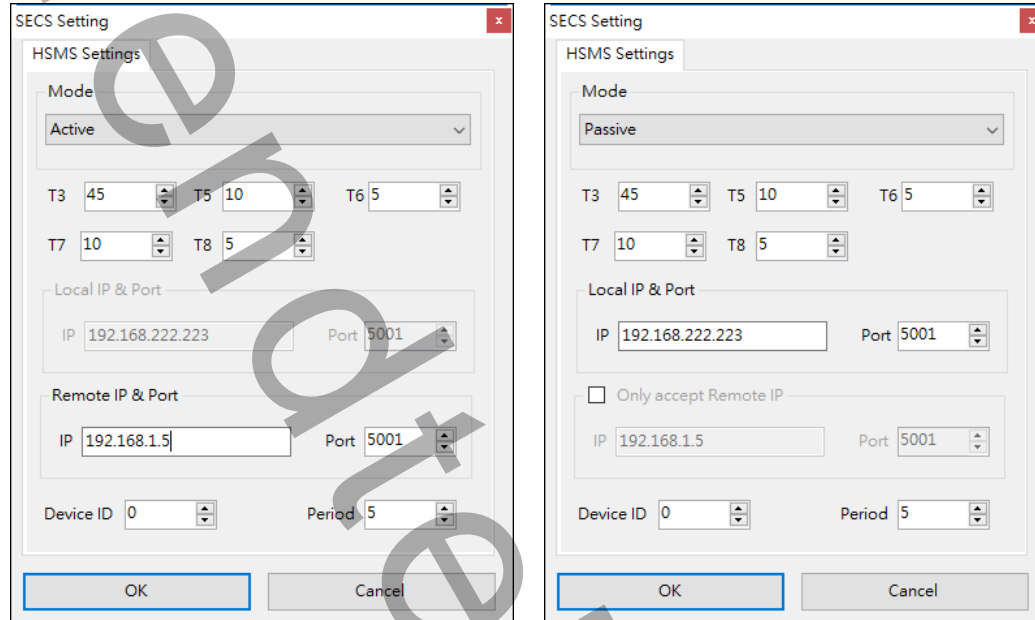 SECS Setting x
HSMS Settings
Mode
Active
T3 45 T5 10 T6 5
T7 10 T8 5
Local IP & Port
IP 192.168.222.223 Port 5001
Remote IP & Port
IP 192.168.1.5 Port 5001
Device ID 0 Period 5
OK Cancel
SECS Setting x
HSMS Settings
Mode
Passive
T3 45 T5 10 T6 5
T7 10 T8 5
Local IP & Port
IP 192.168.222.223 Port 5001
Only accept Remote IP
IP 192.168.1.5 Port 5001
Device ID 0 Period 5
OK Cancel